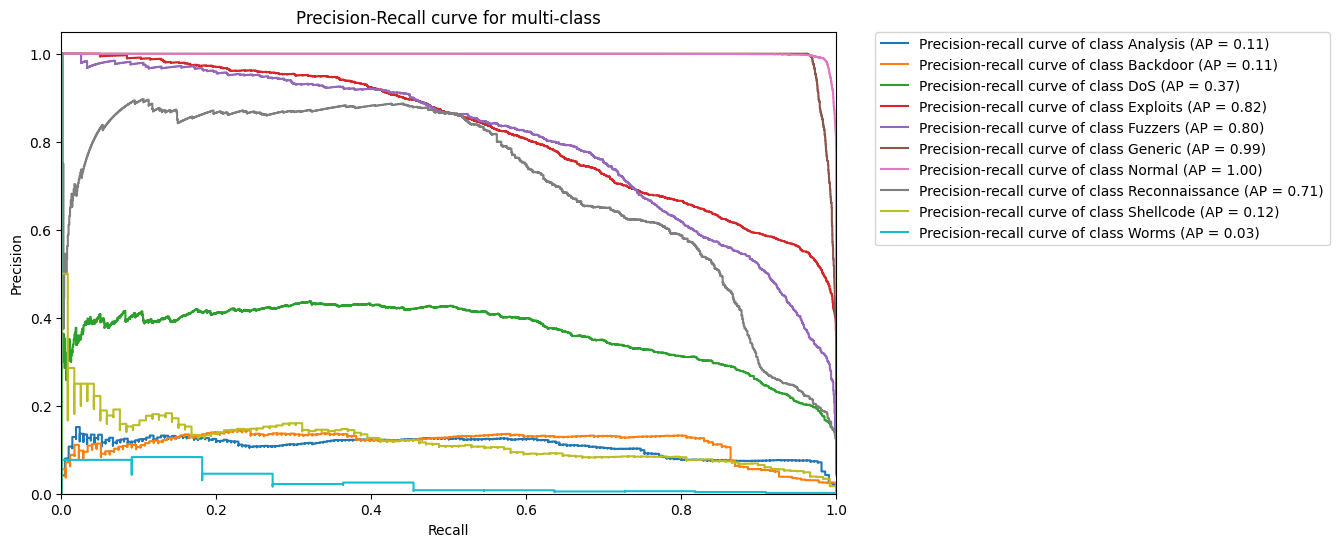 Precision-Recall curve for multi-class
1.0
0.8
0.6
0.4
0.2
0.0
Precision
0.0 0.2 0.4 0.6 0.8 1.0
Recall
Precision-recall curve of class Analysis (AP = 0.11)
Precision-recall curve of class Backdoor (AP = 0.11)
Precision-recall curve of class DoS (AP = 0.37)
Precision-recall curve of class Exploits (AP = 0.82)
Precision-recall curve of class Fuzzers (AP = 0.80)
Precision-recall curve of class Generic (AP = 0.99)
Precision-recall curve of class Normal (AP = 1.00)
Precision-recall curve of class Reconnaissance (AP = 0.71)
Precision-recall curve of class Shellcode (AP = 0.12)
Precision-recall curve of class Worms (AP = 0.03)